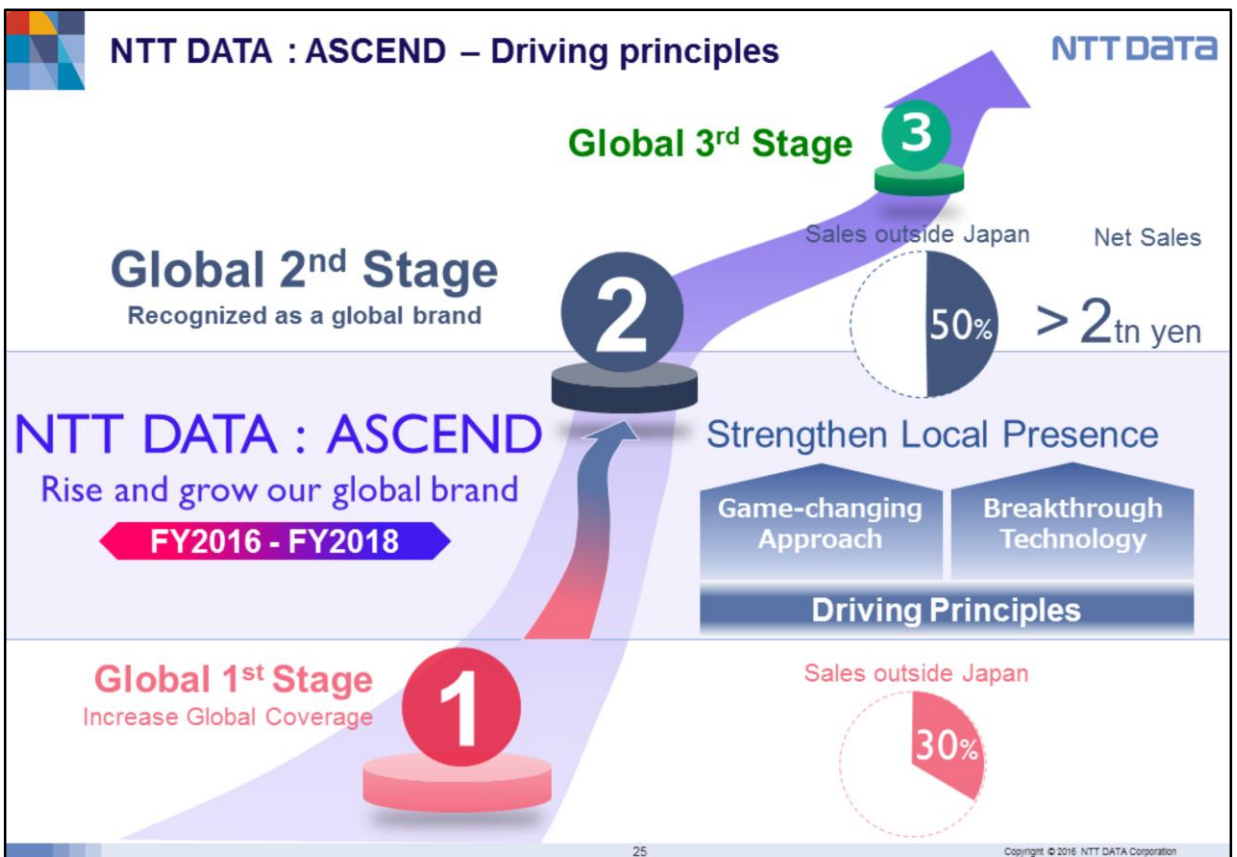 NTT DATA : ASCEND – Driving principles
NTT DATA
Global 3rd Stage
3
Sales outside Japan
Net Sales
Global 2nd Stage
Recognized as a global brand
2
50%
> 2tn yen
NTT DATA : ASCEND
Rise and grow our global brand
FY2016 - FY2018
Strengthen Local Presence
Game-changing
Approach
Breakthrough
Technology
Driving Principles
Global 1st Stage
Increase Global Coverage
1
Sales outside Japan
30%
25
Copyright © 2016 NTT DATA Corporation